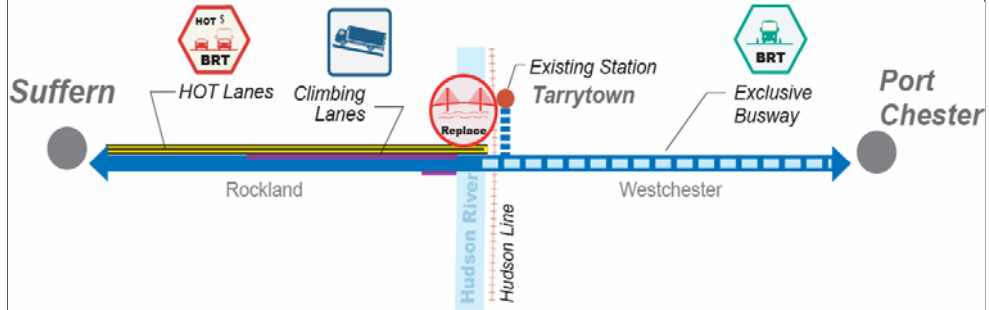 HOT $
BRT
BRT
Existing Station
Tarrytown
Suffern
HOT Lanes
Climbing
Lanes
Replace
Exclusive
Busway
Port
Chester
Rockland
Westchester
Hudson River
Hudson Line